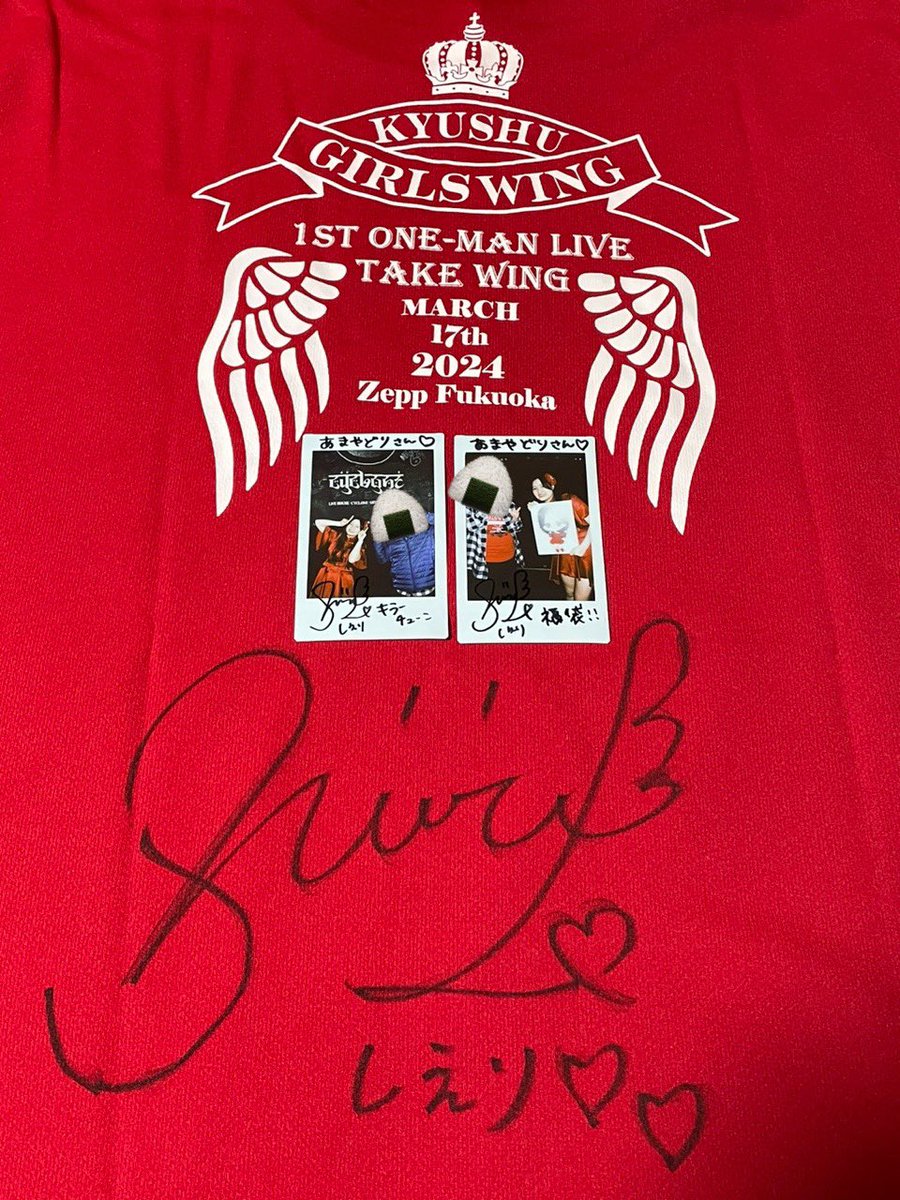 KYUSHU
GIRLSWING
1ST ONE-MAN LIVE
TAKE WING
MARCH
17th
2024
Zepp Fukuoka
あまやどりさん♡
cyclone
しえり
キラー
チューン
あまやどりさん♡
しえり
福袋!!
しえり♡♡